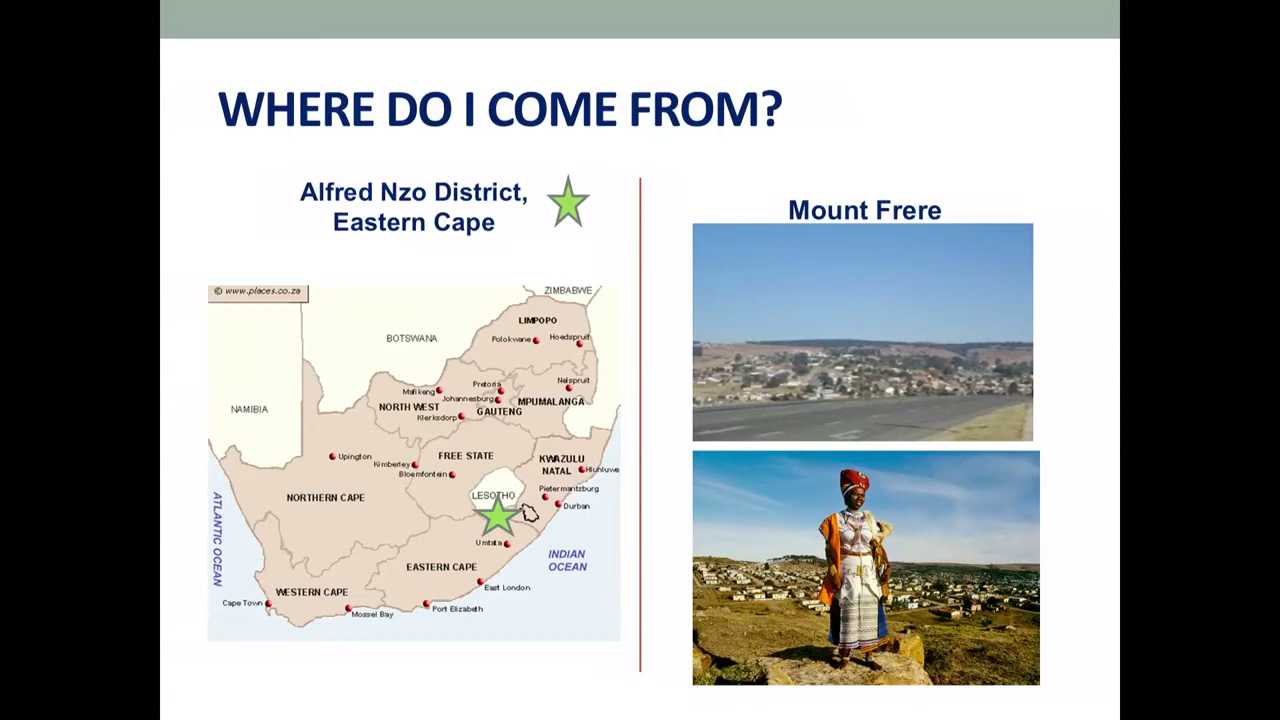 WHERE DO I COME FROM?
Alfred Nzo District,
Eastern Cape
Mount Frere
© www.places.co.za
ZIMBABWE
LIMPOPO
BOTSWANA
Polokwane
Hoedspruit
Pretoria
Nelspruit
Mafikeng
Johannesburg
MPUMALANGA
NAMIBIA
NORTH WEST
GAUTENG
Klerksdorp
Upington
FREE STATE
KWAZULU
NATAL
Kimberley
Bloemfontein
Hluhluwe
NORTHERN CAPE
LESOTHO
Pietermaritzburg
Durban
ATLANTIC OCEAN
Umtata
INDIAN
OCEAN
EASTERN CAPE
East London
WESTERN CAPE
Cape Town
Mossel Bay
Port Elizabeth